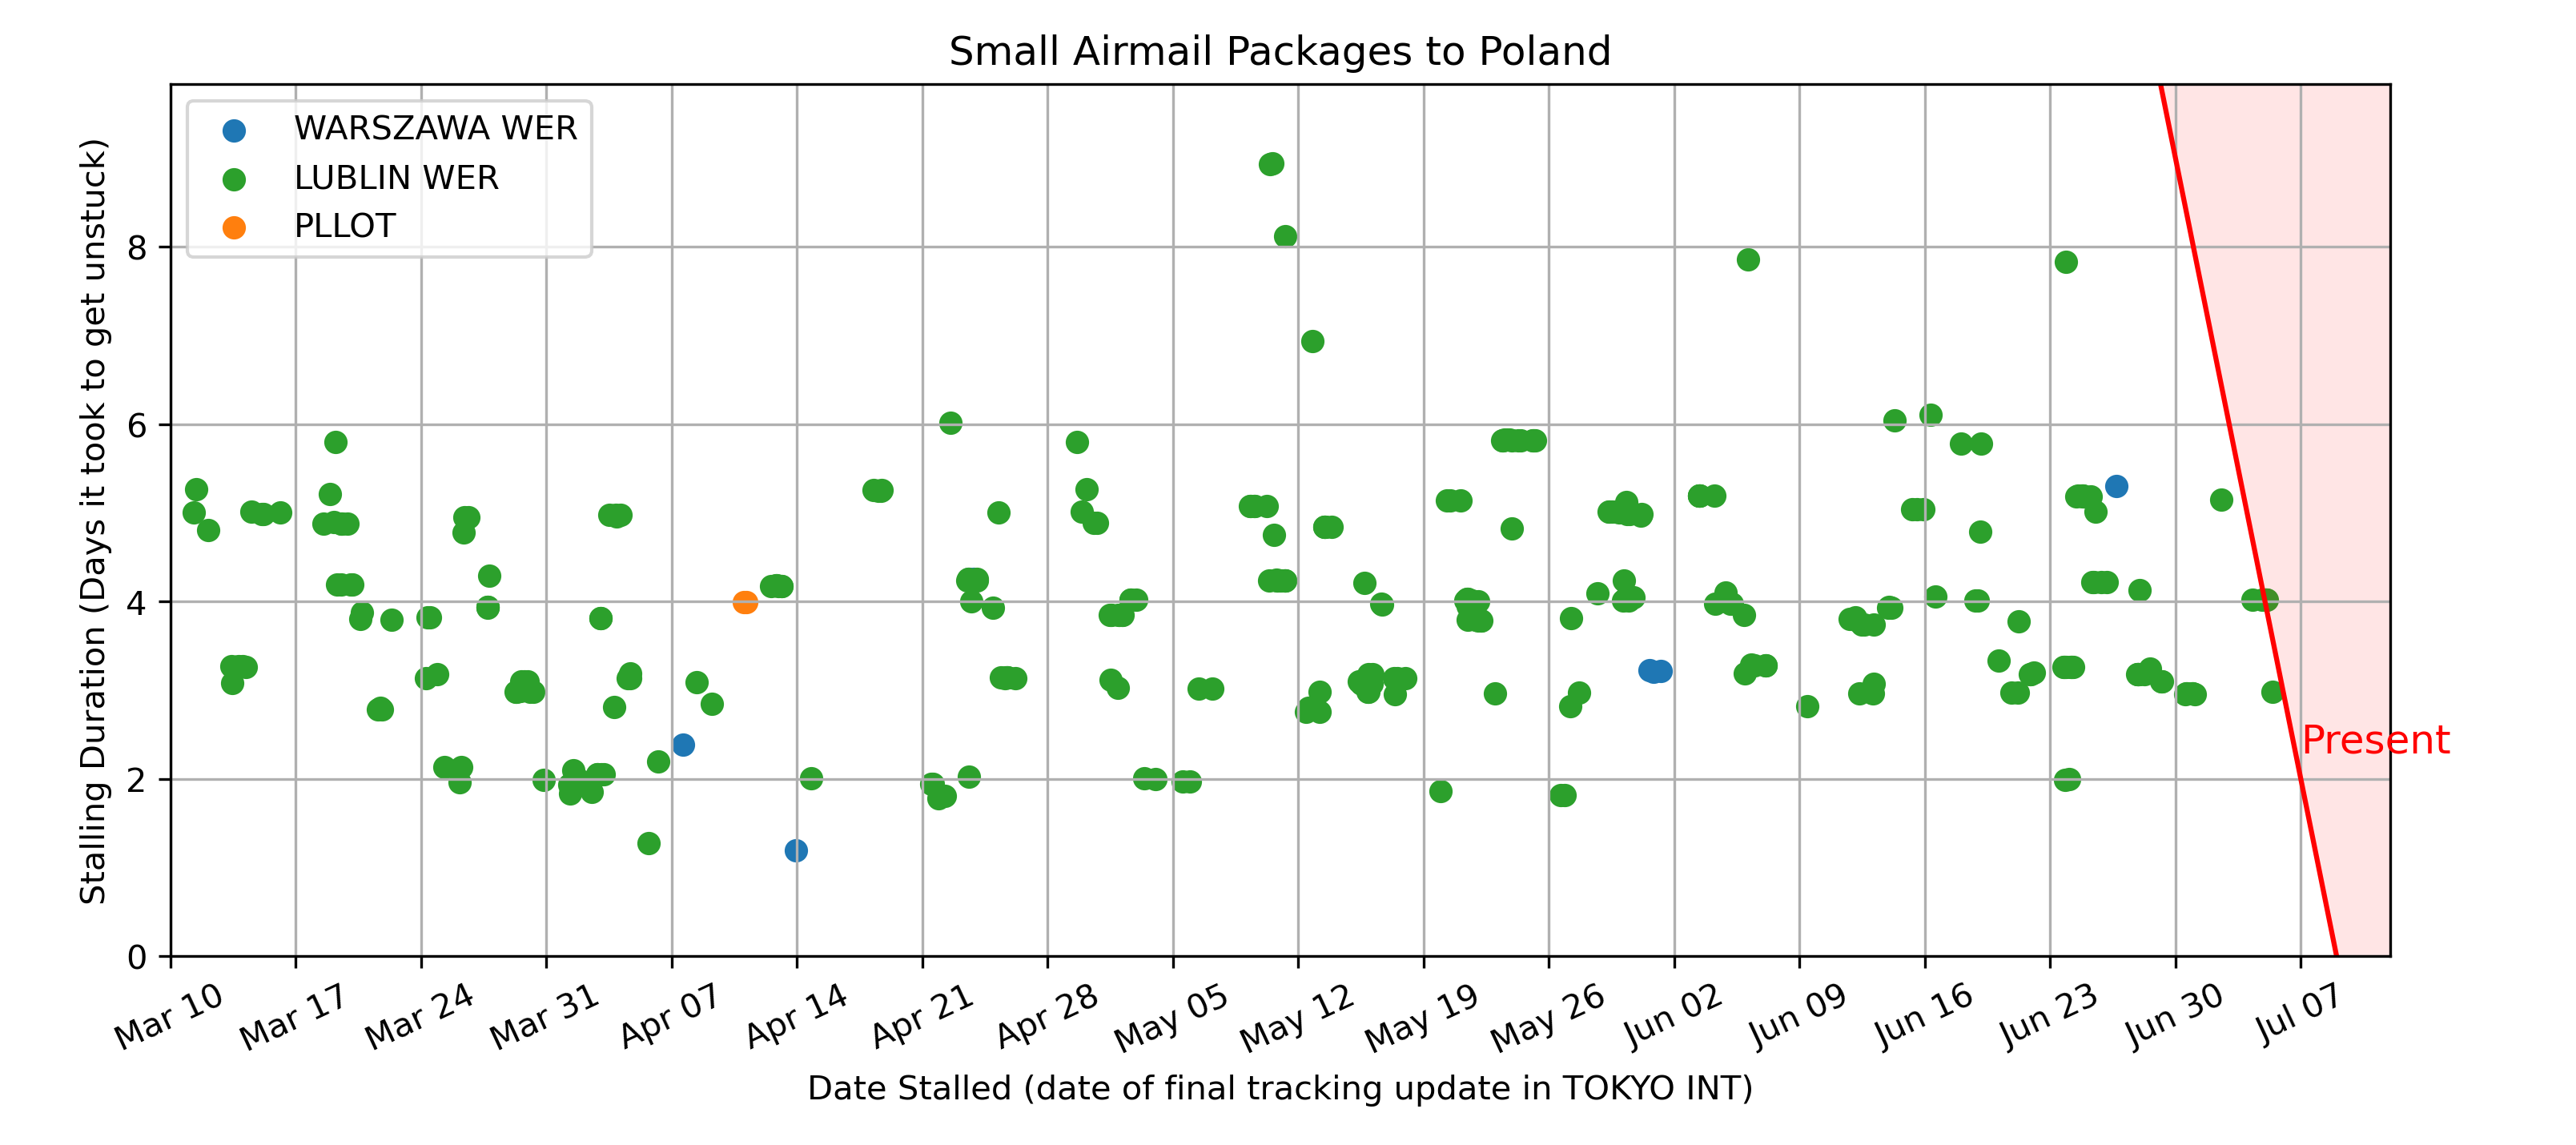 Small Airmail Packages to Poland
WARSZAWA WER
LUBLIN WER
PLLOT
Stalling Duration (Days it took to get unstuck)
8
6
4
2
0
Present
Mar 10 Mar 17 Mar 24 Mar 31 Apr 07 Apr 14 Apr 21 Apr 28 May 05 May 12 May 19 May 26 Jun 02 Jun 09 Jun 16 Jun 23 Jun 30 Jul 07
Date Stalled (date of final tracking update in TOKYO INT)